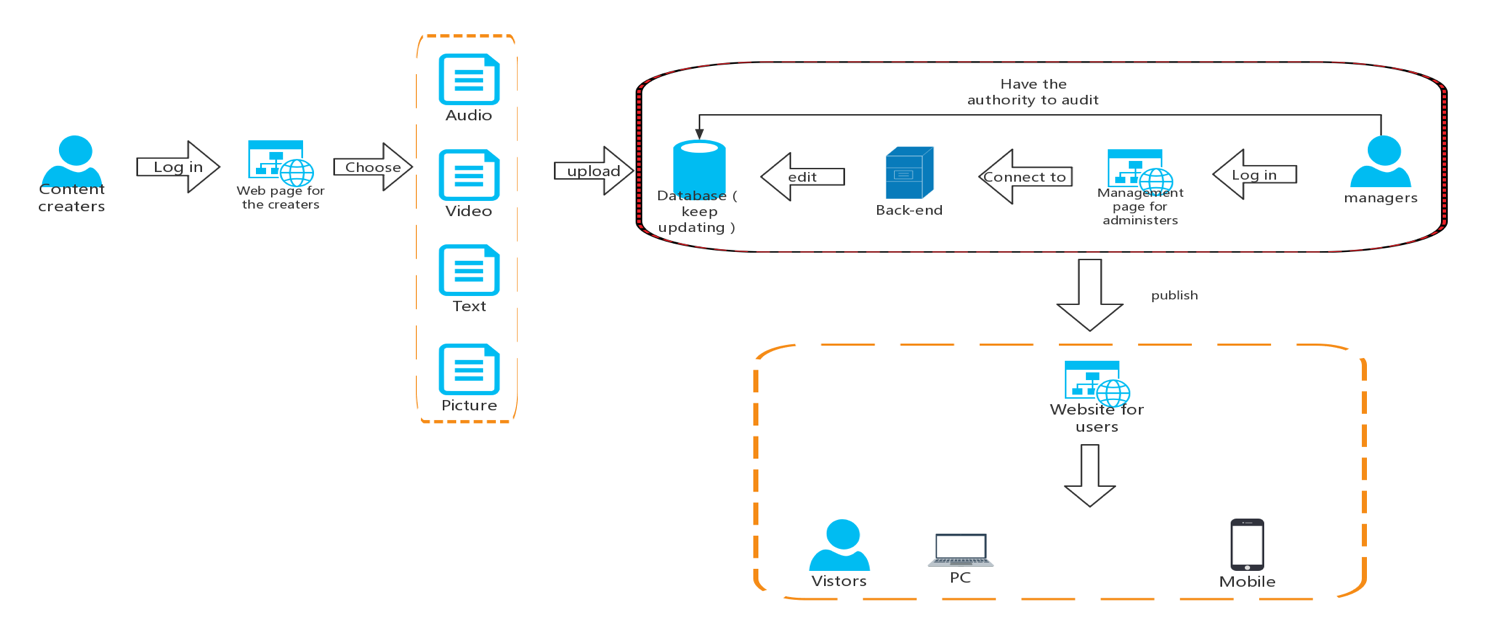 Content
creaters
Log in
Web page for
the creaters
Choose
Audio
Video
Text
Picture
upload
Have the
authority to audit
Database (
keep
updating )
edit
Back-end
Connect to
Management
page for
administers
Log in
managers
publish
Website for
users
Vistors
PC
Mobile